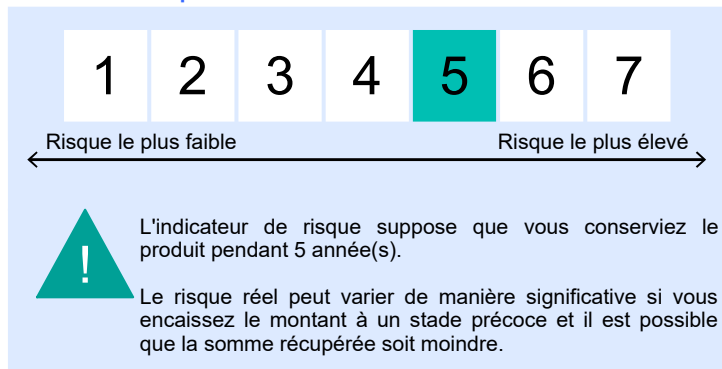 1 2 3 4 5 6 7
Risque le plus faible Risque le plus élevé
!
L'indicateur de risque suppose que vous conserviez le
produit pendant 5 année(s).
Le risque réel peut varier de manière significative si vous
encaissez le montant à un stade précoce et il est possible
que la somme récupérée soit moindre.